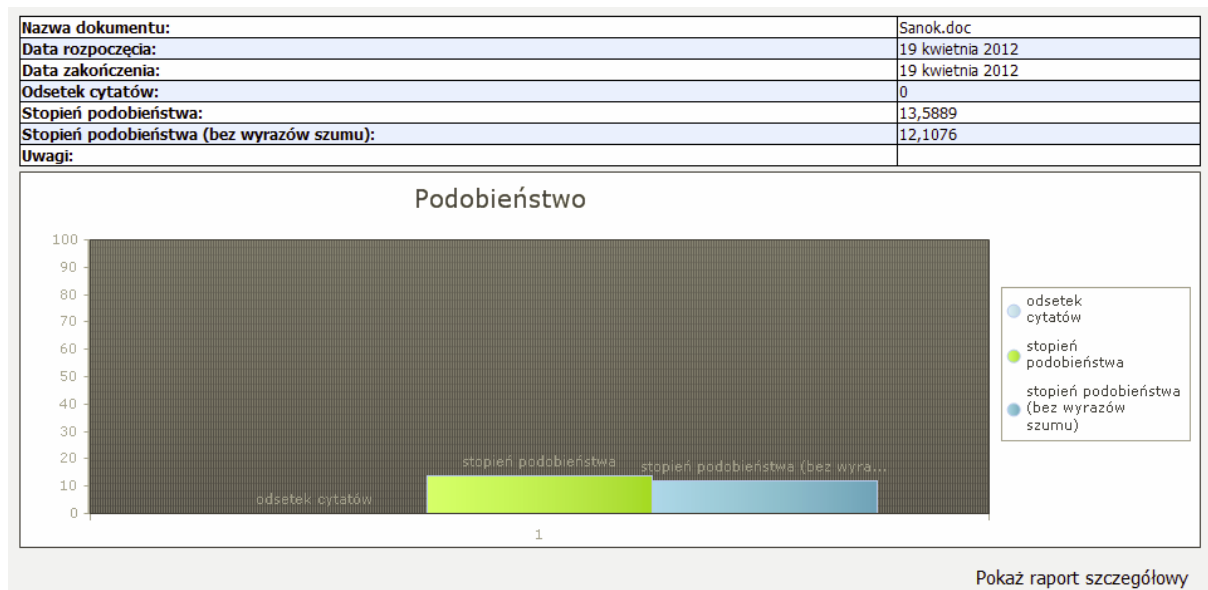 Nazwa dokumentu: Sanok.doc
Data rozpoczęcia: 19 kwietnia 2012
Data zakończenia: 19 kwietnia 2012
Odsetek cytatów: 0
Stopień podobieństwa: 13,5889
Stopień podobieństwa (bez wyrazów szumu): 12,1076
Uwagi:
Podobieństwo
100
90
80
70
60
50
40
30
20
10
0
odsetek cytatów
stopień podobieństwa
stopień podobieństwa (bez wyra...
1
odsetek
cytatów
stopień
podobieństwa
stopień podobieństwa
(bez wyrazów
szumu)
Pokaż raport szczegółowy